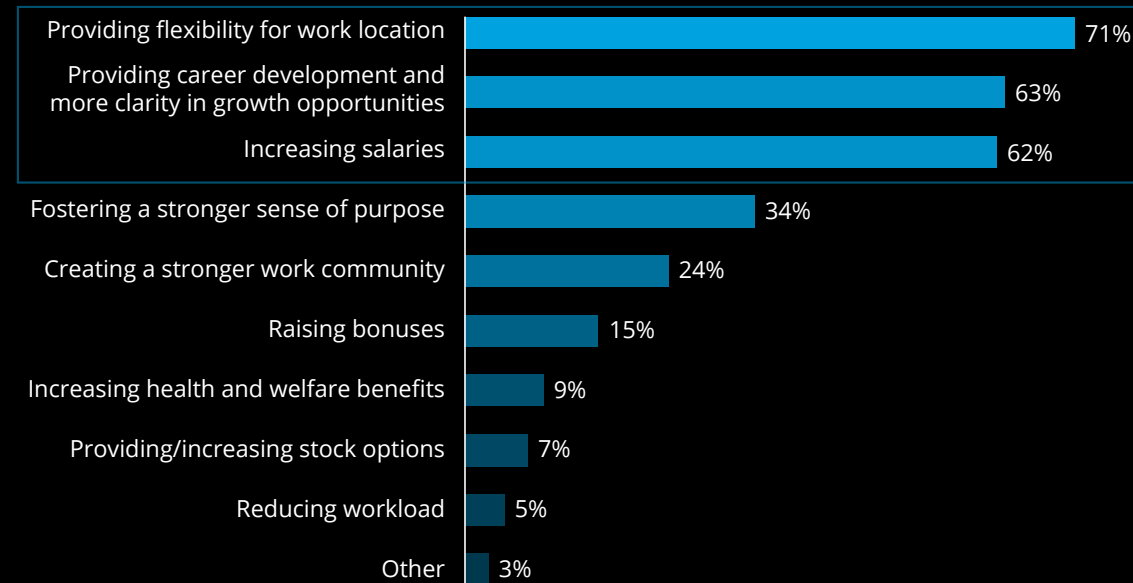 Providing flexibility for work location
71%
Providing career development and
more clarity in growth opportunities
63%
Increasing salaries
62%
Fostering a stronger sense of purpose
34%
Creating a stronger work community
24%
Raising bonuses
15%
Increasing health and welfare benefits
9%
Providing/increasing stock options
7%
Reducing workload
5%
Other
3%